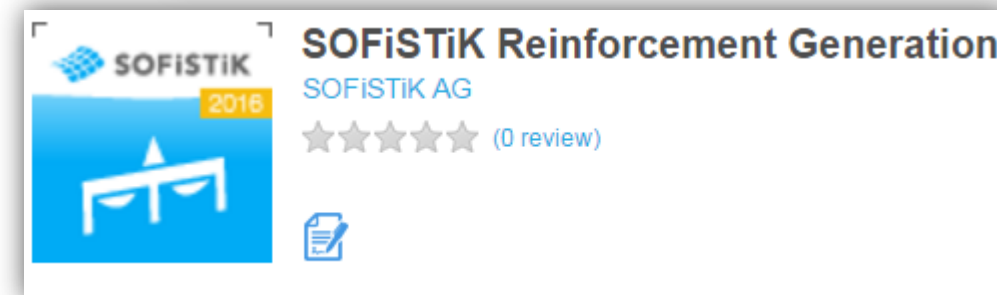 SOFiSTiK
2016
SOFiSTiK Reinforcement Generation
SOFiSTiK AG
(0 review)